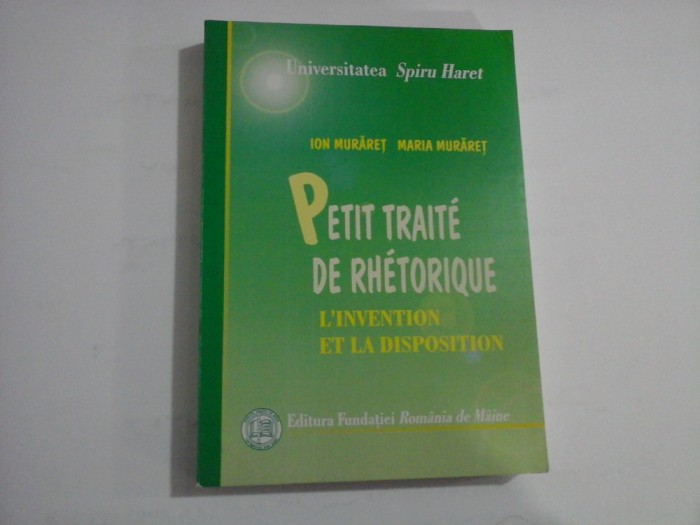 Universitatea Spiru Haret
ION MURĂREȚ MARIA MURĂREȚ
PETIT TRAITÉ
DE RHÉTORIQUE
L'INVENTION
ET LA DISPOSITION
Editura Fundației România de Mâine